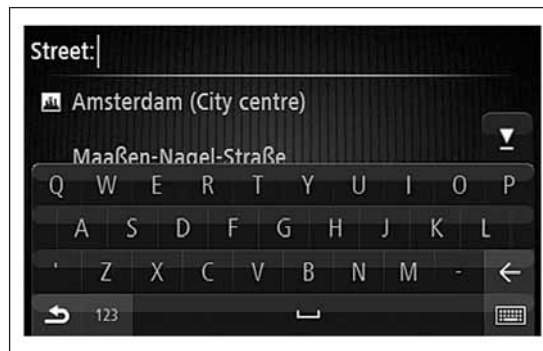 Street:
Amsterdam (City centre)
Maaßen-Nagel-Straße
Q W E R T Y U I O P
A S D F G H J K L
' Z X C V B N M -
123